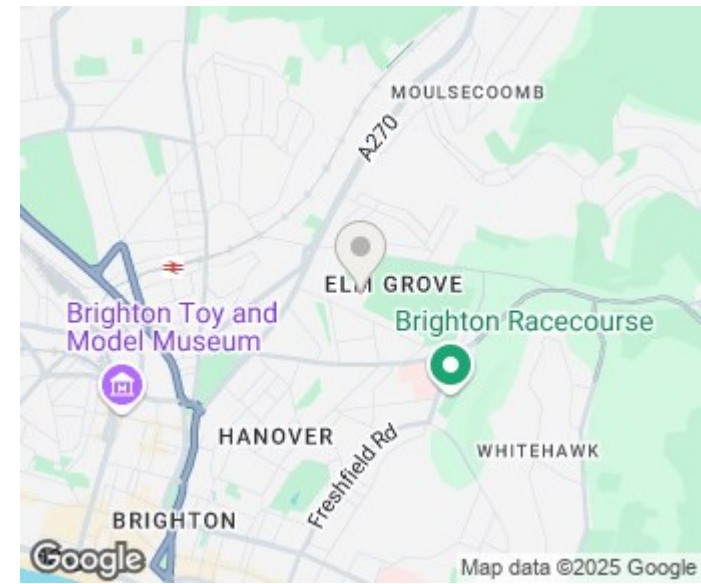 MOULSECOOMB
A270
ELM GROVE
Brighton Toy and
Model Museum
Brighton Racecourse
HANOVER
Freshfield Rd
WHITEHAWK
BRIGHTON
Google
Map data ©2025 Google